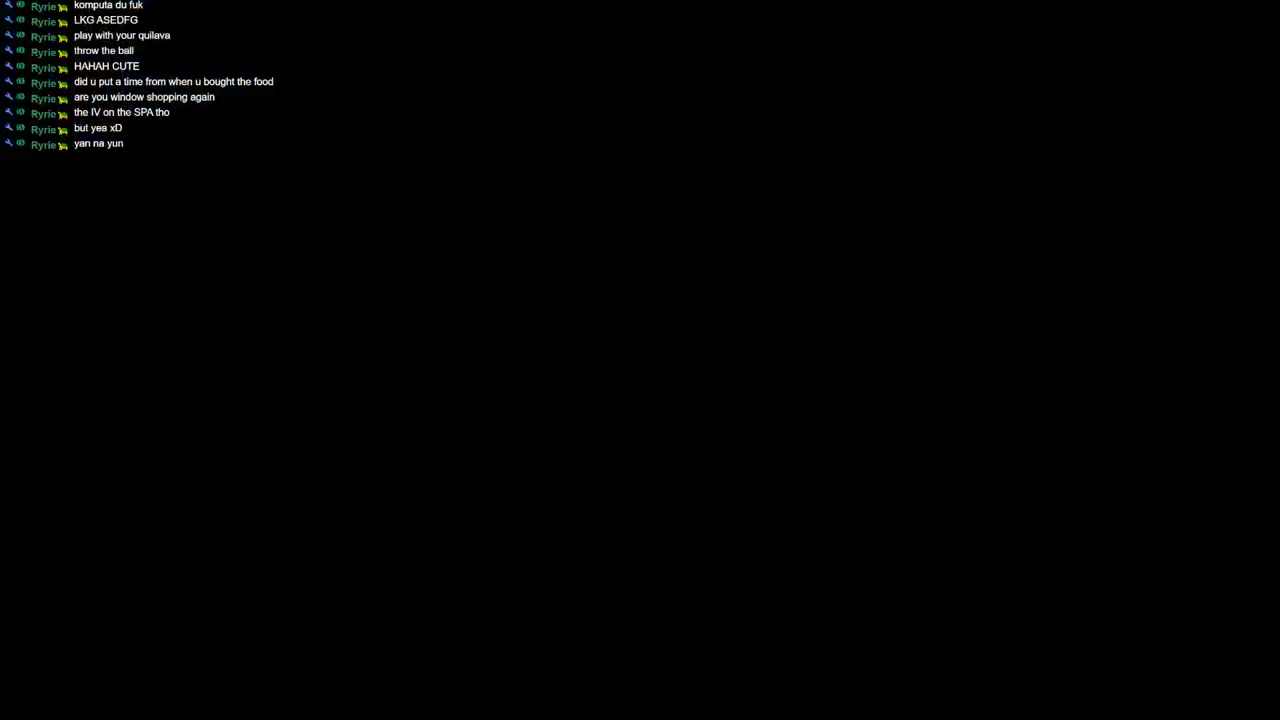 Ryrie komputa du fuk
Ryrie LKG ASEDFG
Ryrie play with your quilava
Ryrie throw the ball
Ryrie HAHAH CUTE
Ryrie did u put a time from when u bought the food
Ryrie are you window shopping again
Ryrie the IV on the SPA tho
Ryrie but yea xD
Ryrie yan na yun